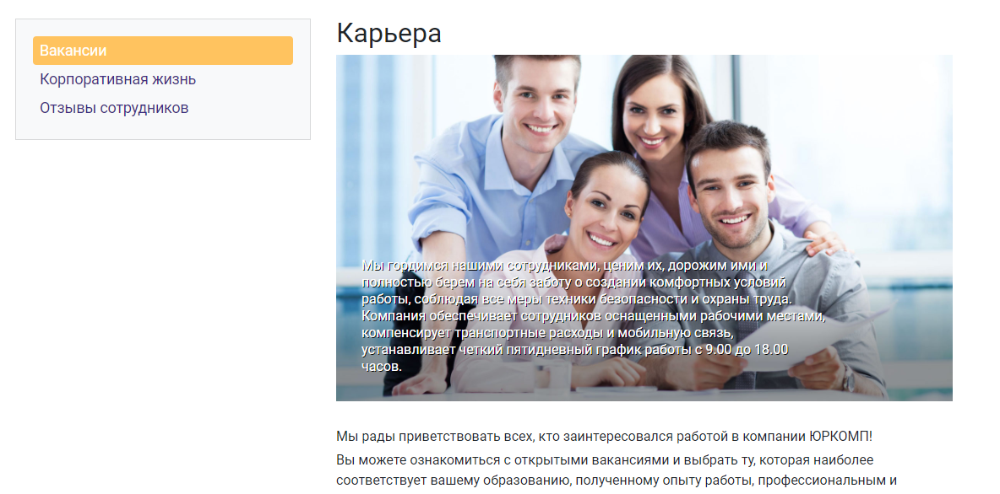 Вакансии
Корпоративная жизнь
Отзывы сотрудников
Карьера
Мы гордимся нашими сотрудниками, ценим их, дорожим ими и
полностью берем на себя заботу о создании комфортных условий
работы, соблюдая все меры техники безопасности и охраны труда.
Компания обеспечивает сотрудников оснащенными рабочими местами,
компенсирует транспортные расходы и мобильную связь,
устанавливает четкий пятидневный график работы с 9.00 до 18.00
часов.
Мы рады приветствовать всех, кто заинтересовался работой в компании ЮРКОМП!
Вы можете ознакомиться с открытыми вакансиями и выбрать ту, которая наиболее
соответствует вашему образованию, полученному опыту работы, профессиональным и